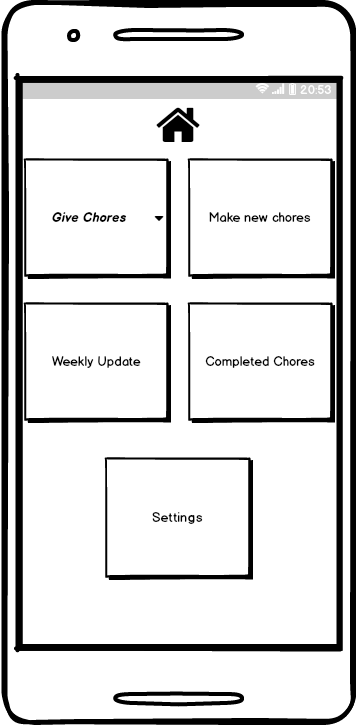 20:53
Give Chores
Make new chores
Weekly Update
Completed Chores
Settings